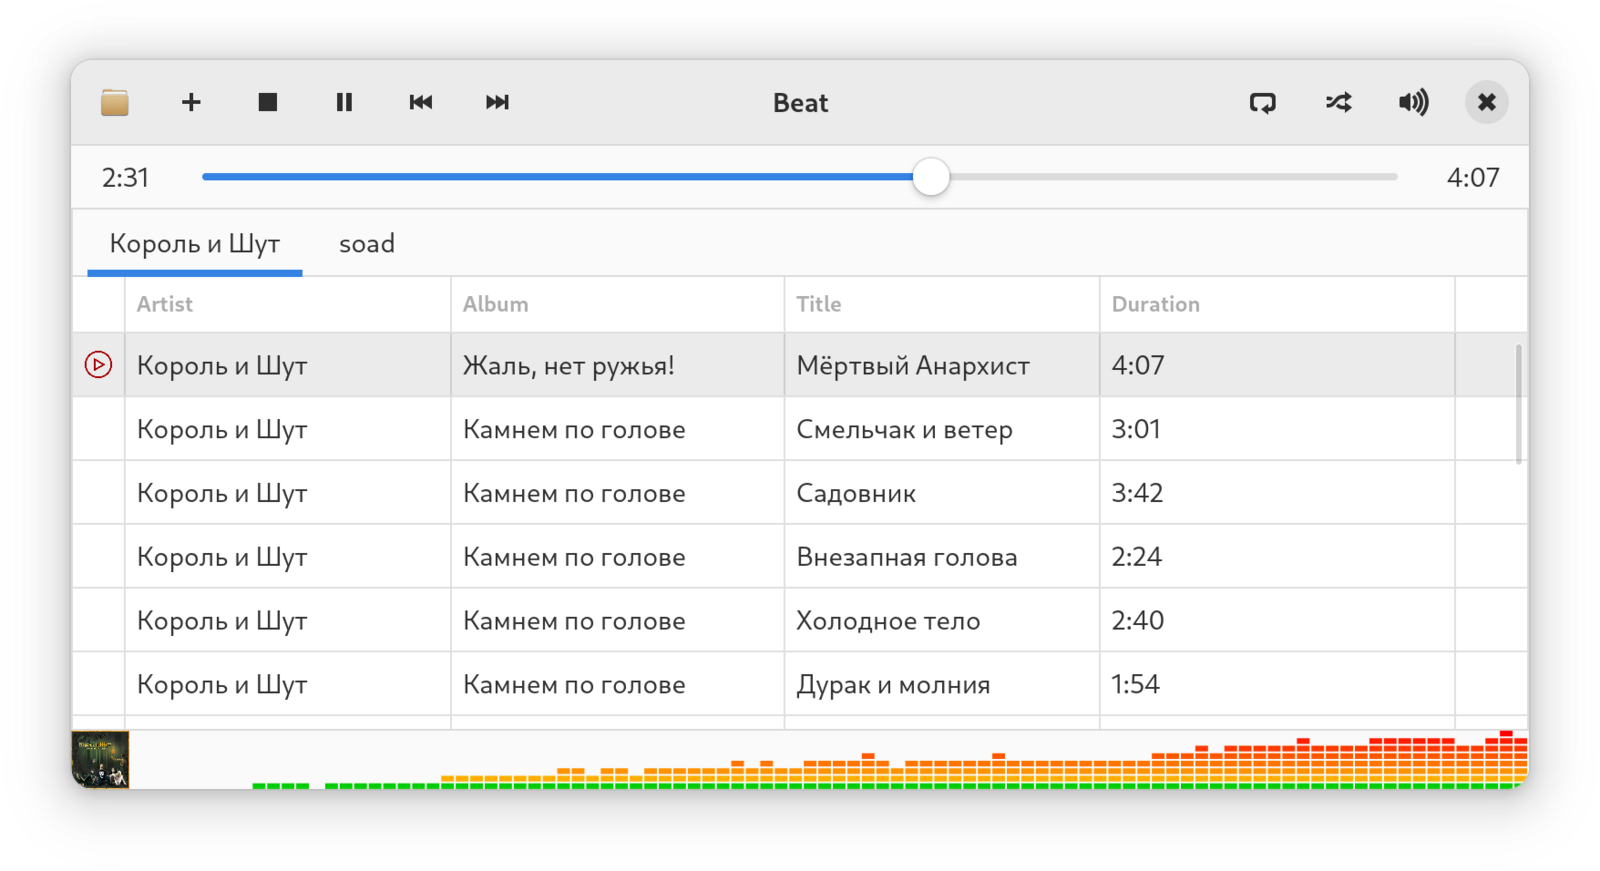 Beat
2:31 4:07
Король и Шут soad
Artist Album Title Duration
Король и Шут Жаль, нет ружья! Мёртвый Анархист 4:07
Король и Шут Камнем по голове Смельчак и ветер 3:01
Король и Шут Камнем по голове Садовник 3:42
Король и Шут Камнем по голове Внезапная голова 2:24
Король и Шут Камнем по голове Холодное тело 2:40
Король и Шут Камнем по голове Дурак и молния 1:54